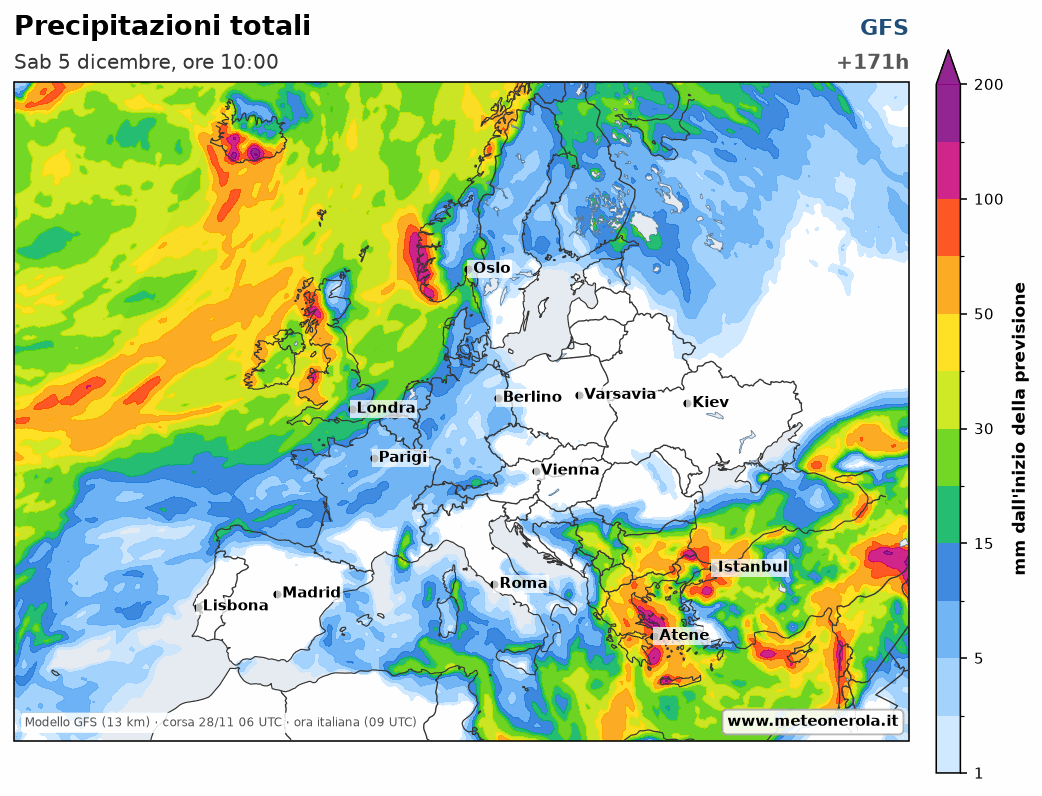 Precipitazioni totali
GFS
Sab 5 dicembre, ore 10:00
+171h
200
100
50
30
15
5
1
mm dall'inizio della previsione
Oslo
Londra
Berlino
Varsavia
Kiev
Parigi
Vienna
Madrid
Lisbona
Roma
Istanbul
Atene
Modello GFS (13 km) · corsa 28/11 06 UTC · ora italiana (09 UTC)
www.meteonerola.it